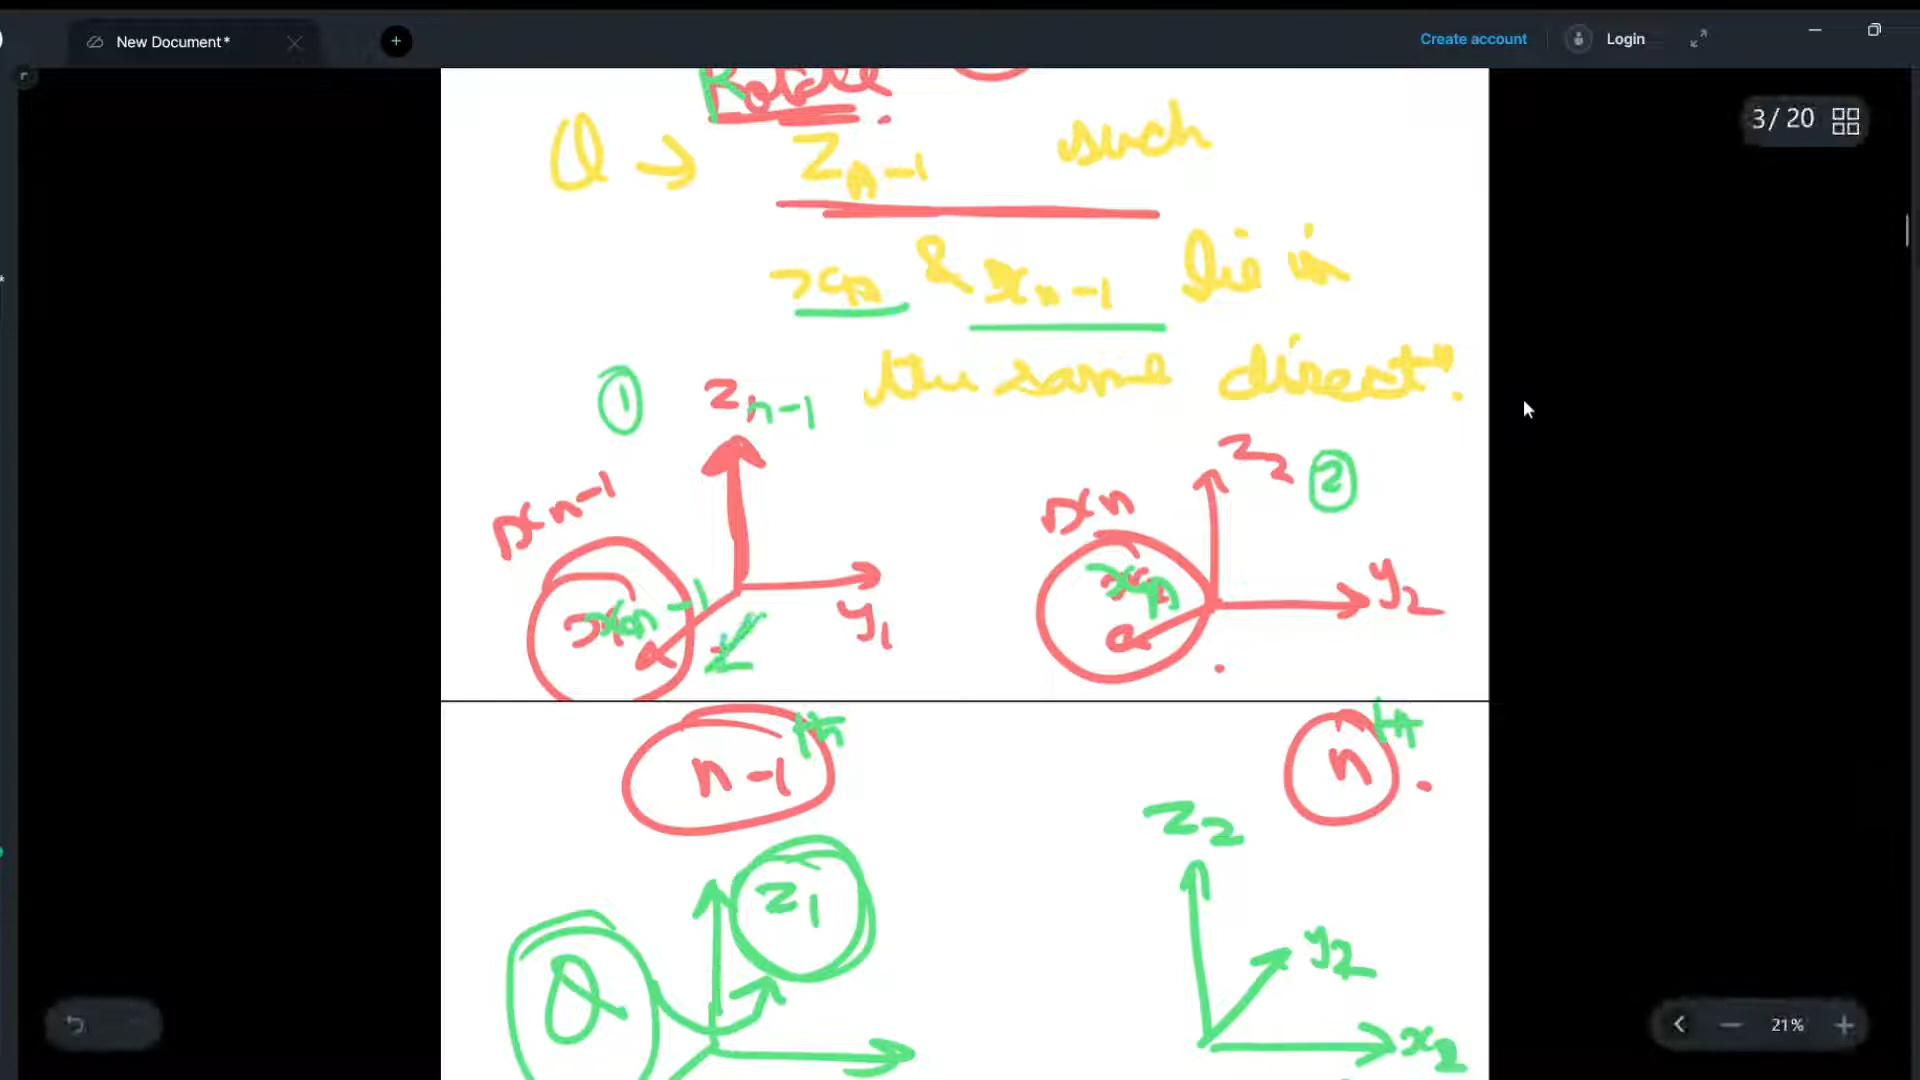 New Document*
Create account
Login
3/ 20
Rotate.
Q → Zn-1 such
xn & xn-1 lie in
the same directn.
1
Zn-1
xn-1
xn-1
y1
xn
xn
Z2
2
y2
n-1th
nth
Z1
Q
Z2
y2
x2
21%